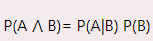 P(A ∧ B)= P(A|B) P(B)